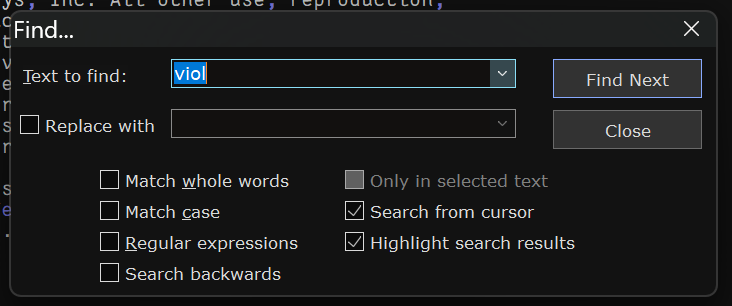 ys, Inc. All other use, reproduction,
Find...
Text to find:
viol
Find Next
Replace with
Close
Match whole words
Only in selected text
Match case
Search from cursor
Regular expressions
Highlight search results
Search backwards